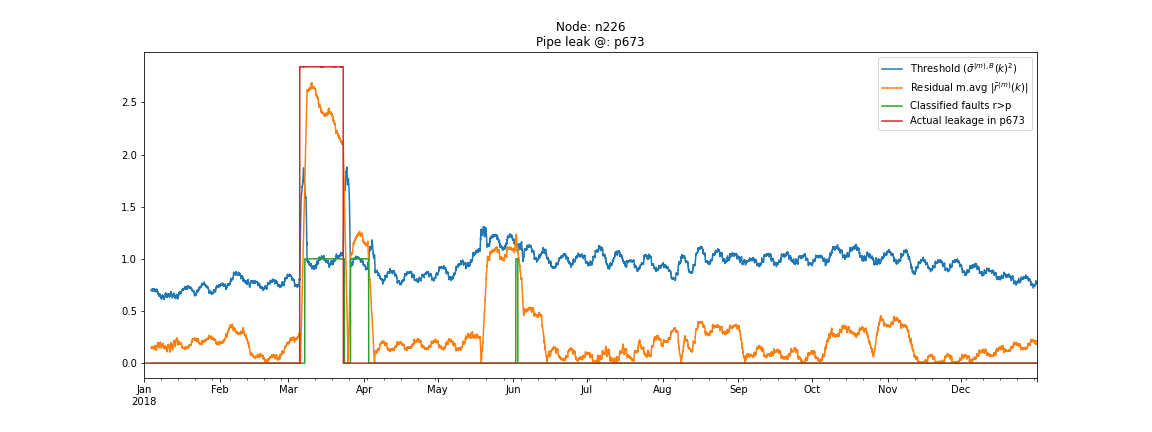 Node: n226
Pipe leak @: p673
Threshold (σ̄⁽ᵐ⁾,ᴮ(k)²)
Residual m.avg |r̄⁽ᵐ⁾(k)|
Classified faults r>p
Actual leakage in p673
2.5
2.0
1.5
1.0
0.5
0.0
Jan Feb Mar Apr May Jun Jul Aug Sep Oct Nov Dec
2018